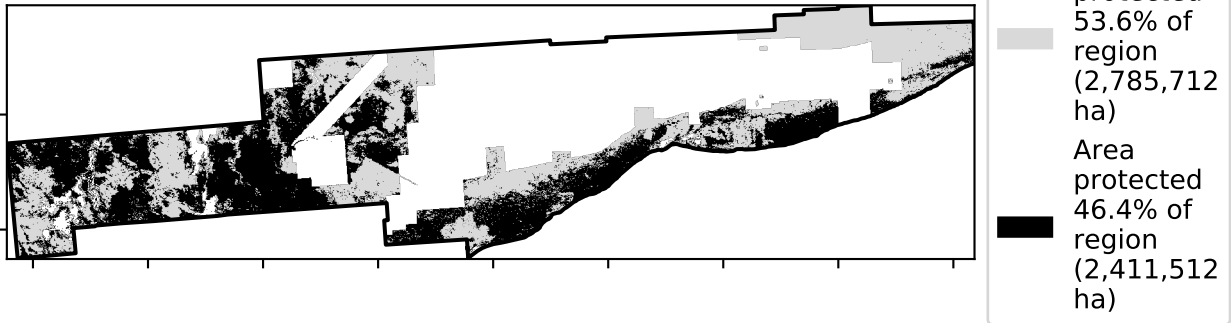 53.6% of
region
(2,785,712
ha)
Area
protected
46.4% of
region
(2,411,512
ha)